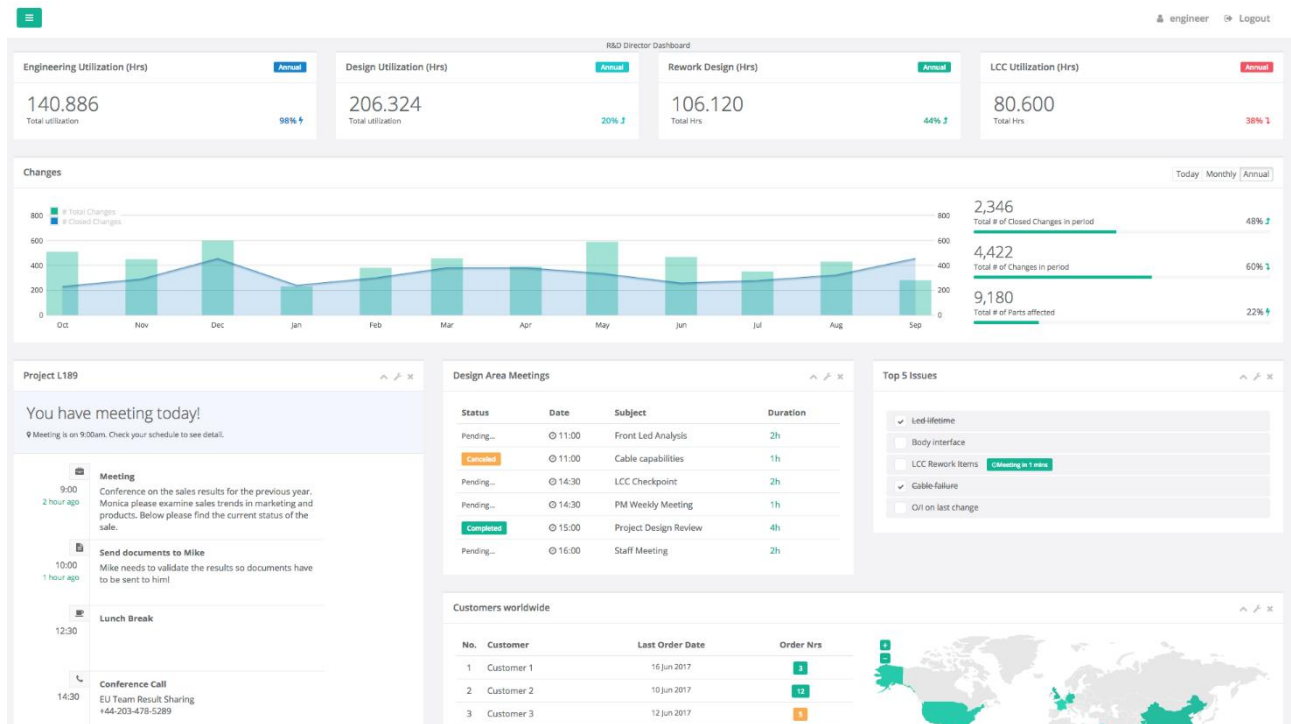 engineer Logout
R&D Director Dashboard
Engineering Utilization (Hrs) Annual
140.886
Total utilization 98%
Design Utilization (Hrs) Annual
206.324
Total utilization 20%
Rework Design (Hrs) Annual
106.120
Total Hrs 44%
LCC Utilization (Hrs) Annual
80.600
Total Hrs 38%
Changes
Today Monthly Annual
# Total Changes
# Closed Changes
800 800
600 600
400 400
200 200
0 0
Oct Nov Dec Jan Feb Mar Apr May Jun Jul Aug Sep
2,346
Total # of Closed Changes in period 48%
4,422
Total # of Changes in period 60%
9,180
Total # of Parts affected 22%
Project L189
You have meeting today!
Meeting is on 9:00am. Check your schedule to see detail.
9:00
2 hour ago
Meeting
Conference on the sales results for the previous year.
Monica please examine sales trends in marketing and
products. Below please find the current status of the
sale.
10:00
1 hour ago
Send documents to Mike
Mike needs to validate the results so documents have
to be sent to him!
12:30
Lunch Break
14:30
Conference Call
EU Team Result Sharing
+44-203-478-5289
Design Area Meetings
Status Date Subject Duration
Pending... 11:00 Front Led Analysis 2h
Canceled 11:00 Cable capabilities 1h
Pending... 14:30 LCC Checkpoint 2h
Pending... 14:30 PM Weekly Meeting 1h
Completed 15:00 Project Design Review 4h
Pending... 16:00 Staff Meeting 2h
Top 5 Issues
Led lifetime
Body interface
LCC Rework Items Meeting in 1 mins
Cable failure
O/I on last change
Customers worldwide
No. Customer Last Order Date Order Nrs
1 Customer 1 16 Jun 2017 3
2 Customer 2 10 Jun 2017 12
3 Customer 3 12 Jun 2017 5
+
-